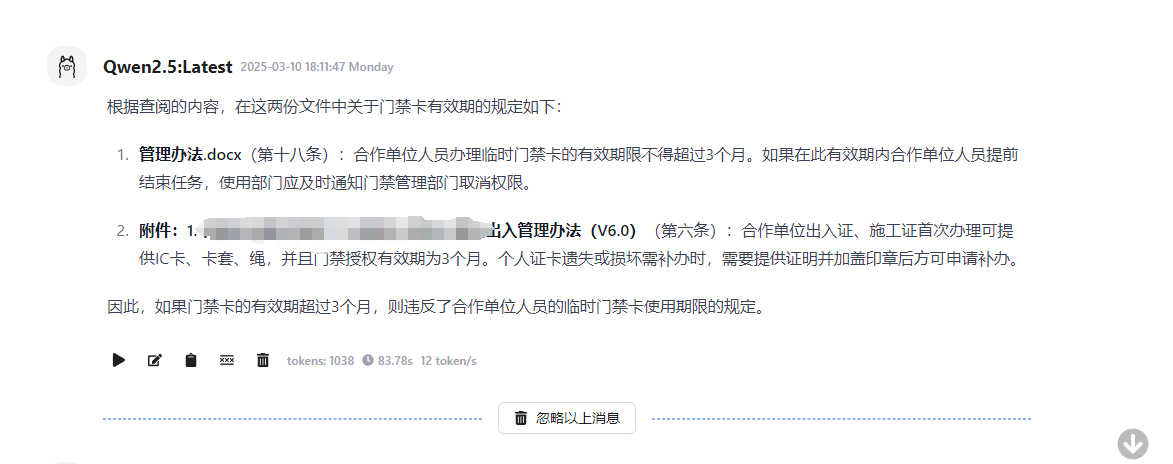 Qwen2.5:Latest 2025-03-10 18:11:47 Monday
根据查阅的内容，在这两份文件中关于门禁卡有效期的规定如下：
1. 管理办法.docx（第十八条）：合作单位人员办理临时门禁卡的有效期限不得超过3个月。如果在此有效期内合作单位人员提前
结束任务，使用部门应及时通知门禁管理部门取消权限。
2. 附件：1. 出入管理办法（V6.0）（第六条）：合作单位出入证、施工证首次办理可提
供IC卡、卡套、绳，并且门禁授权有效期为3个月。个人证卡遗失或损坏需补办时，需要提供证明并加盖印章后方可申请补办。
因此，如果门禁卡的有效期超过3个月，则违反了合作单位人员的临时门禁卡使用期限的规定。
tokens: 1038 83.78s 12 token/s
忽略以上消息